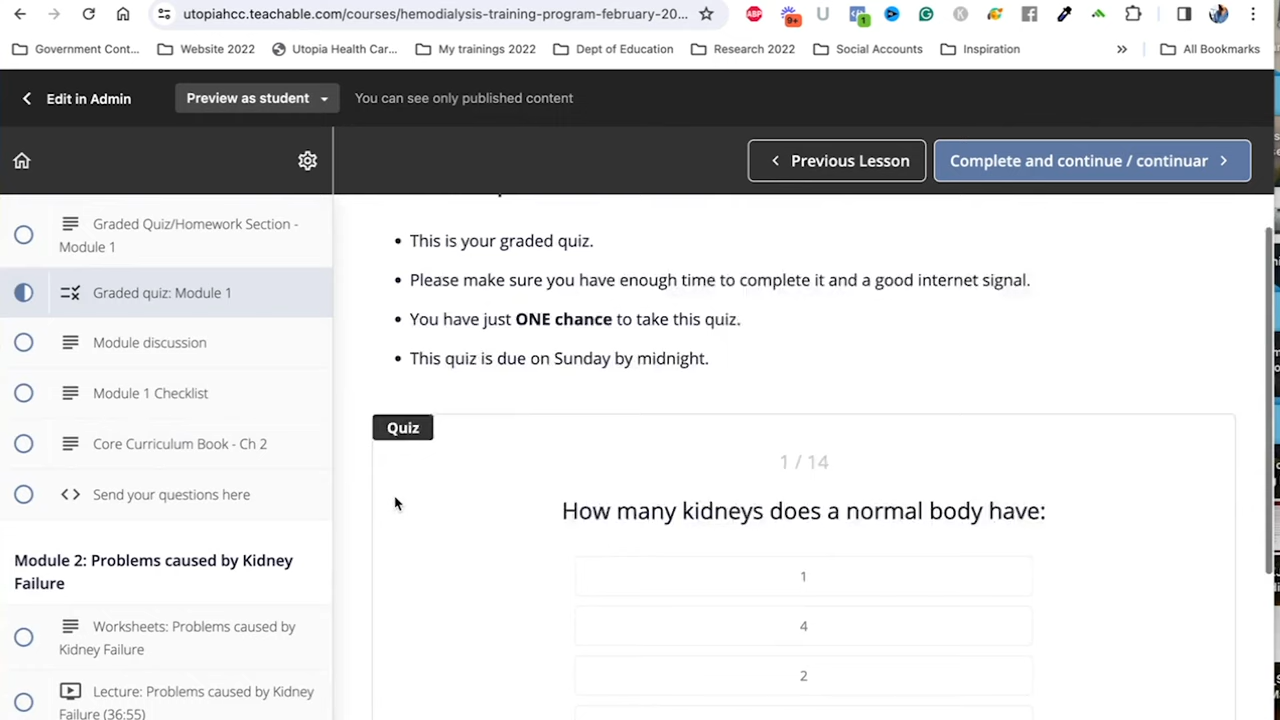 utopiahcc.teachable.com/courses/hemodialysis-training-program-february-20...
ABP
9+
1
Government Cont...
Website 2022
Utopia Health Car...
My trainings 2022
Dept of Education
Research 2022
Social Accounts
Inspiration
»
All Bookmarks
Edit in Admin
Preview as student
You can see only published content
Previous Lesson
Complete and continue / continuar
Graded Quiz/Homework Section -
Module 1
Graded quiz: Module 1
Module discussion
Module 1 Checklist
Core Curriculum Book - Ch 2
Send your questions here
Module 2: Problems caused by Kidney
Failure
Worksheets: Problems caused by
Kidney Failure
Lecture: Problems caused by Kidney
Failure (36:55)
• This is your graded quiz.
• Please make sure you have enough time to complete it and a good internet signal.
• You have just ONE chance to take this quiz.
• This quiz is due on Sunday by midnight.
Quiz
1 / 14
How many kidneys does a normal body have:
1
4
2